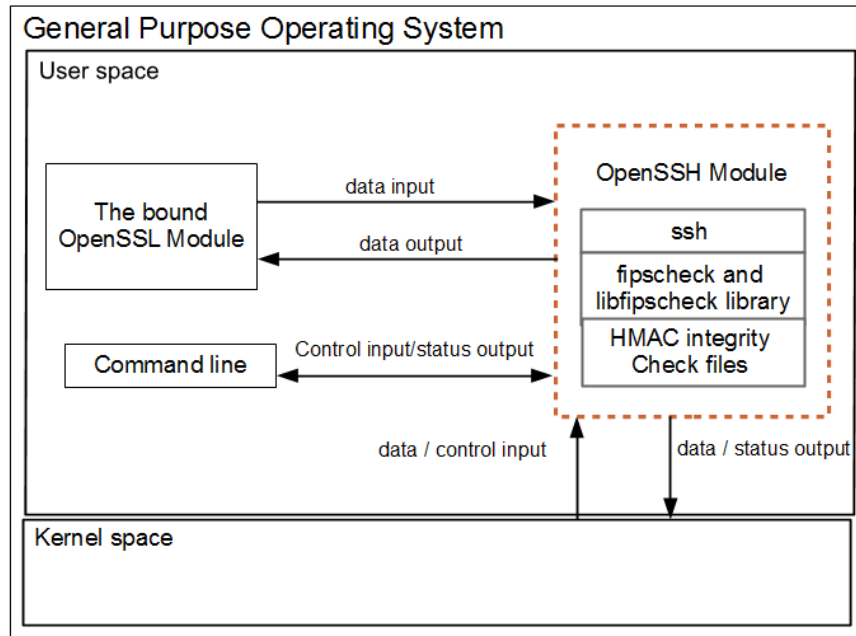 General Purpose Operating System
User space
The bound
OpenSSL Module
data input
data output
OpenSSH Module
ssh
fipscheck and
libfipscheck library
HMAC integrity
Check files
Command line
Control input/status output
data / control input
data / status output
Kernel space